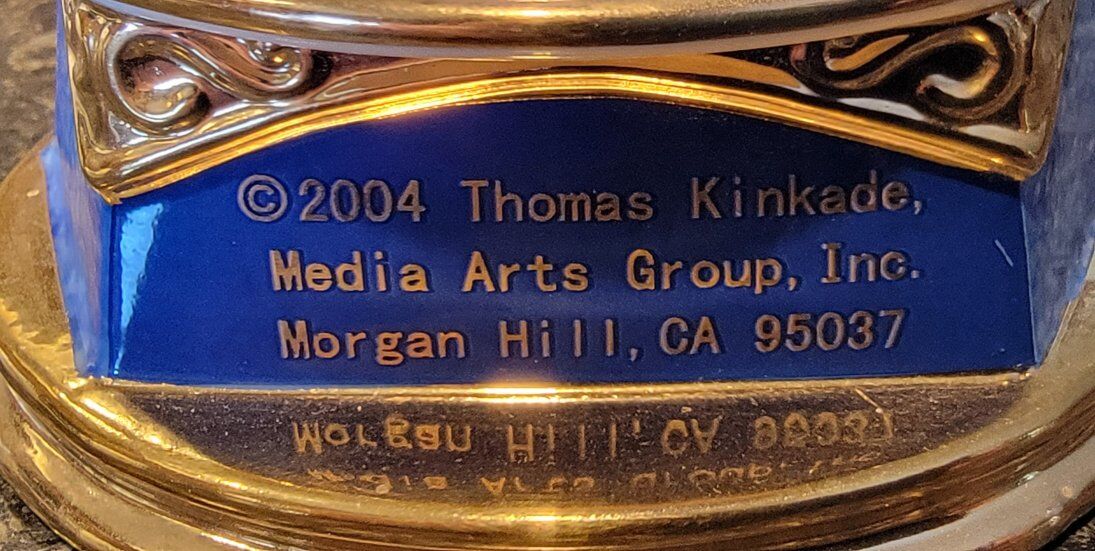 ©2004 Thomas Kinkade,
Media Arts Group, Inc.
Morgan Hill, CA 95037